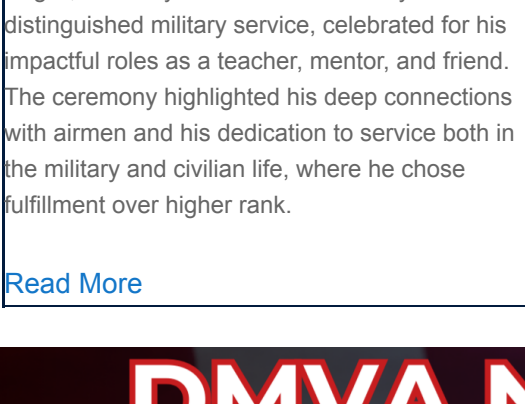 distinguished military service, celebrated for his
impactful roles as a teacher, mentor, and friend.
The ceremony highlighted his deep connections
with airmen and his dedication to service both in
the military and civilian life, where he chose
fulfillment over higher rank.
Read More
DMVA N